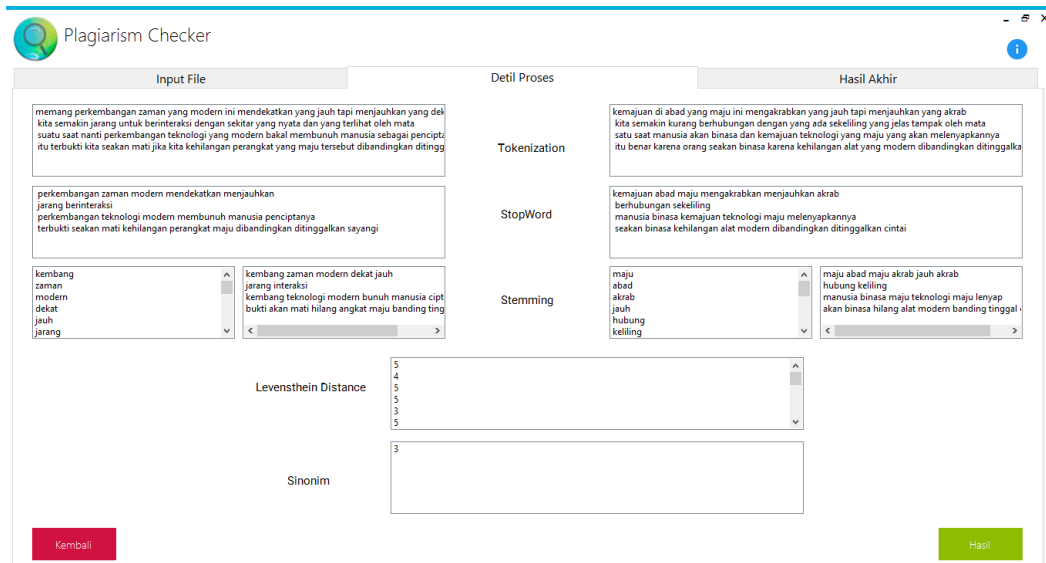 Plagiarism Checker
Input File
Detil Proses
Hasil Akhir
memang perkembangan zaman yang modern ini mendekatkan yang jauh tapi menjauhkan yang dek
kita semakin jarang untuk berinteraksi dengan sekitar yang nyata dan yang terlihat oleh mata
suatu saat nanti perkembangan teknologi yang modern bakal membunuh manusia sebagai pencipta
itu terbukti kita seakan mati jika kita kehilangan perangkat yang maju tersebut dibandingkan ditingg
Tokenization
kemajuan di abad yang maju ini mengakrabkan yang jauh tapi menjauhkan yang akrab
kita semakin kurang berhubungan dengan yang ada sekeliling yang jelas tampak oleh mata
satu saat manusia akan binasa dan kemajuan teknologi yang maju yang akan melenyapkannya
itu benar karena orang seakan binasa karena kehilangan alat yang modern dibandingkan ditinggalka
perkembangan zaman modern mendekatkan menjauhkan
jarang berinteraksi
perkembangan teknologi modern membunuh manusia penciptanya
terbukti seakan mati kehilangan perangkat maju dibandingkan ditinggalkan sayangi
StopWord
kemajuan abad maju mengakrabkan menjauhkan akrab
berhubungan sekeliling
manusia binasa kemajuan teknologi maju melenyapkannya
seakan binasa kehilangan alat modern dibandingkan ditinggalkan cintai
kembang
zaman
modern
dekat
jauh
jarang
kembang zaman modern dekat jauh
jarang interaksi
kembang teknologi modern bunuh manusia cipt
bukti akan mati hilang angkat maju banding ting
Stemming
maju
abad
akrab
jauh
hubung
keliling
maju abad maju akrab jauh akrab
hubung keliling
manusia binasa maju teknologi maju lenyap
akan binasa hilang alat modern banding tinggal
Levensthein Distance
5
4
5
5
3
5
Sinonim
3
Kembali
Hasil